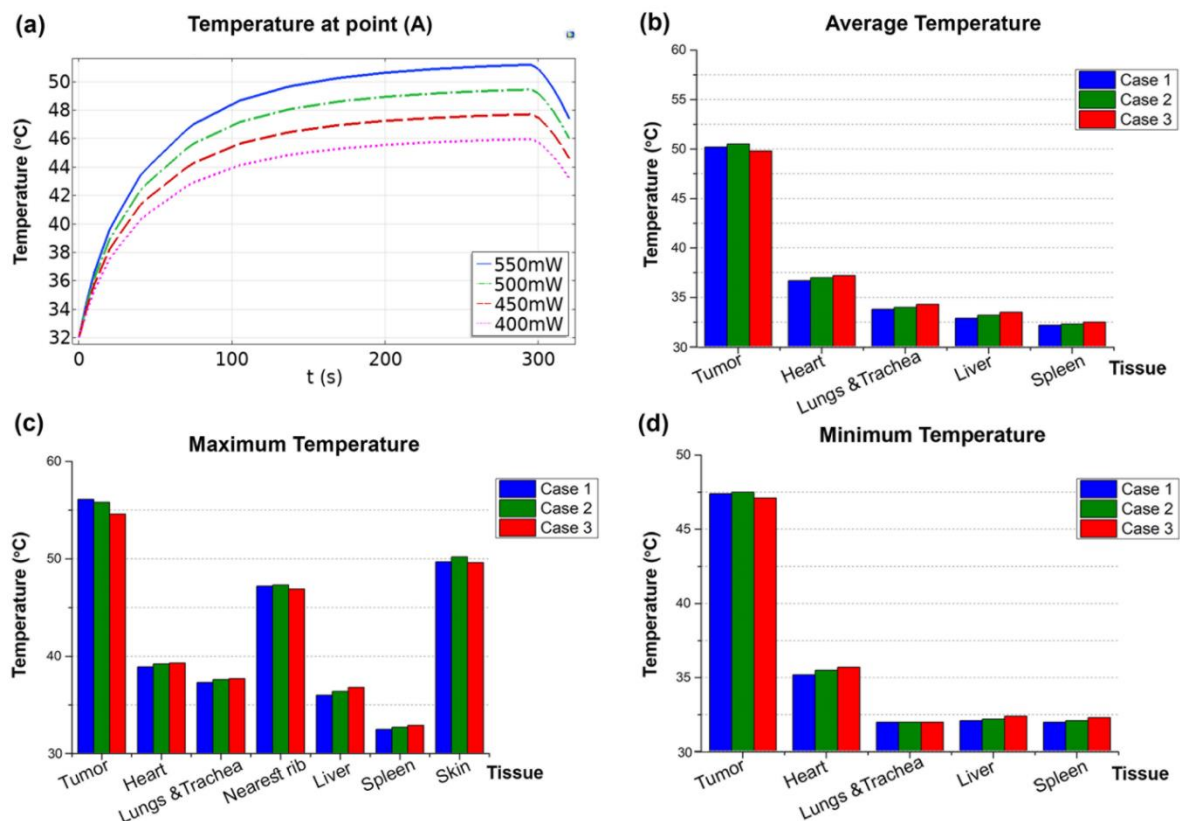 (a)
Temperature at point (A)
Temperature (°C)
50
48
46
44
42
40
38
36
34
32
0
100
200
300
t (s)
550mW
500mW
450mW
400mW
(b)
Average Temperature
Temperature (°C)
60
55
50
45
40
35
30
Case 1
Case 2
Case 3
Tumor
Heart
Lungs &Trachea
Liver
Spleen
Tissue
(c)
Maximum Temperature
Temperature (°C)
60
50
40
30
Case 1
Case 2
Case 3
Tumor
Heart
Lungs &Trachea
Nearest rib
Liver
Spleen
Skin
Tissue
(d)
Minimum Temperature
Temperature (°C)
50
45
40
35
30
Case 1
Case 2
Case 3
Tumor
Heart
Lungs &Trachea
Liver
Spleen
Tissue